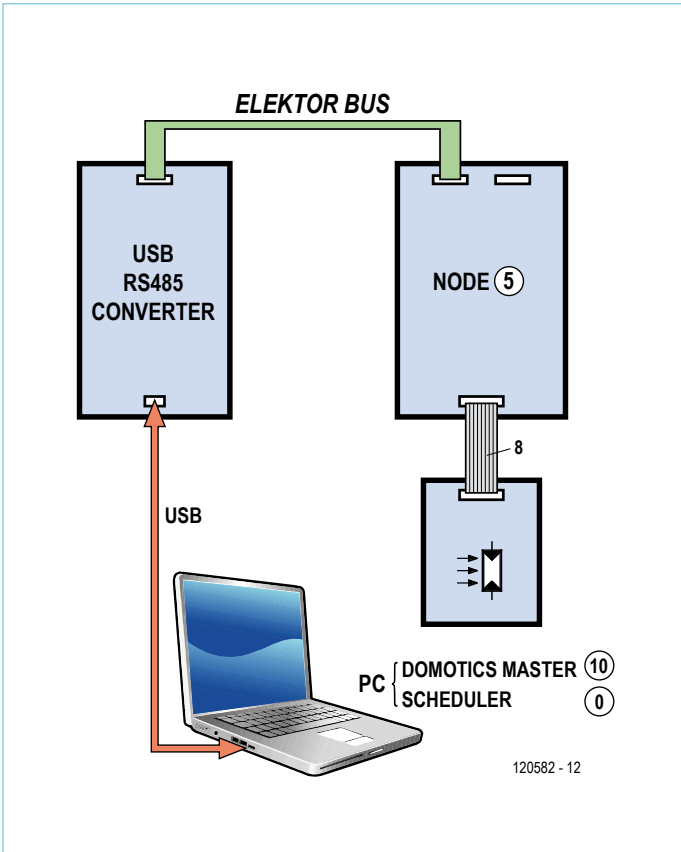 ELEKTOR BUS
USB
RS485
CONVERTER
NODE 5
8
USB
PC { DOMOTICS MASTER 10
SCHEDULER 0
120582 - 12